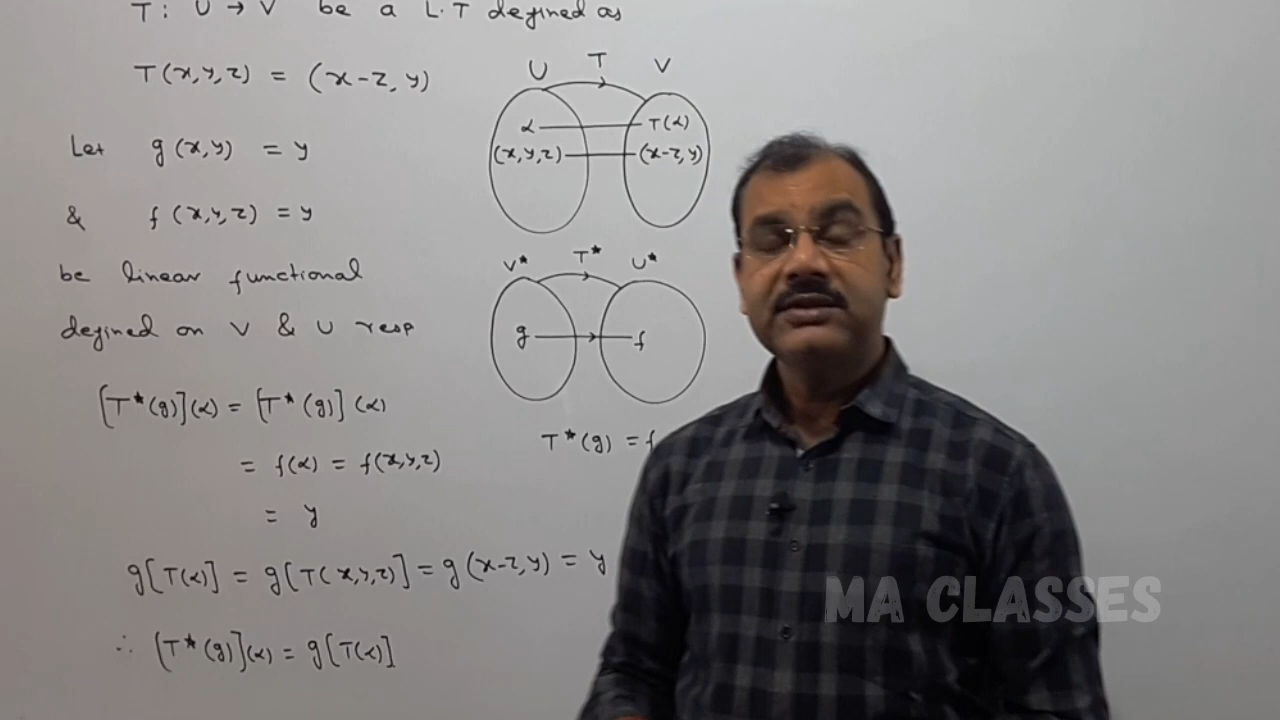 T: U → V be a L.T defined as
T(x,y,z) = (x-z, y)
Let g(x,y) = y
& f(x,y,z) = y
be linear functional
defined on V & U resp
[T*(g)](α) = [T*(g)](α)
= f(α) = f(x,y,z)
= y
g[T(α)] = g[T(x,y,z)] = g(x-z,y) = y
∴ [T*(g)](α) = g[T(α)]
U T V
α T(α)
(x,y,z) (x-z,y)
V* T* U*
g f
T*(g) = f
MA CLASSES